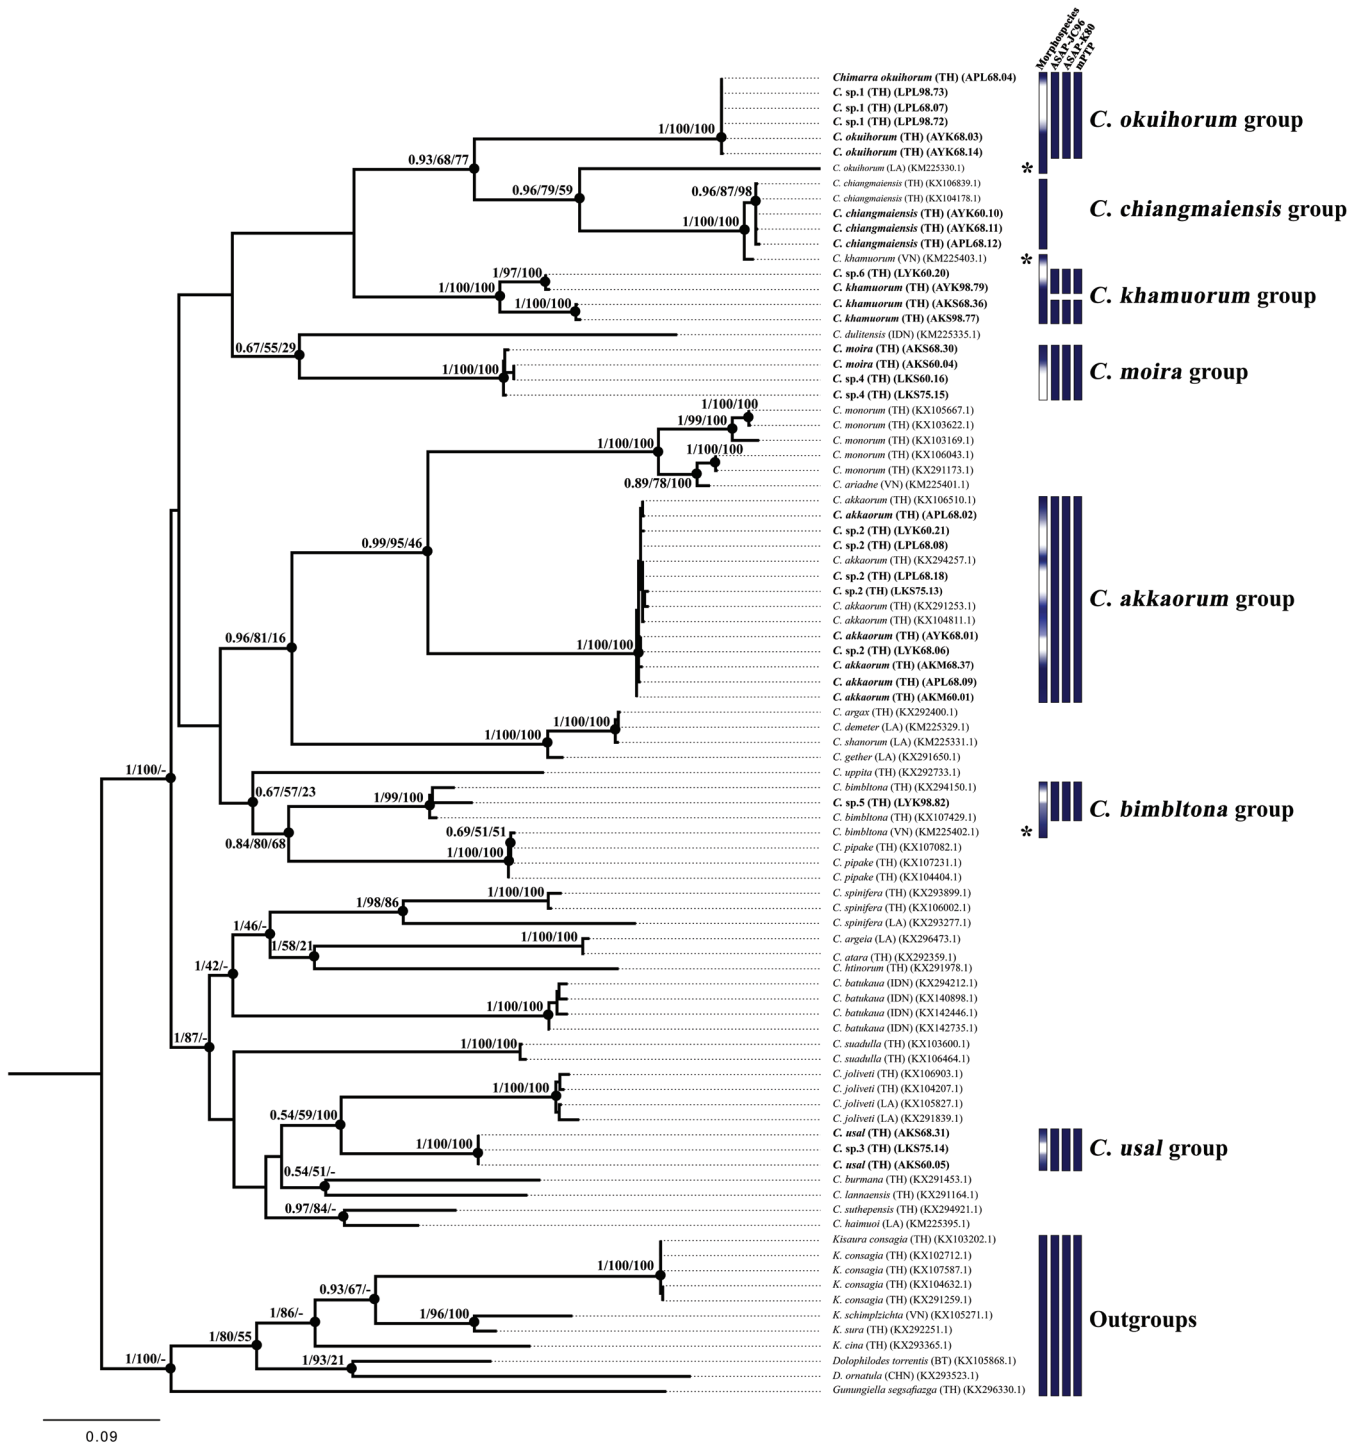 Morphospecies
ASAP-JC96
ASAP-K80
mPTP
Chimarra okuihorum (TH) (APL68.04)
C. sp.1 (TH) (LPL98.73)
C. sp.1 (TH) (LPL68.07)
C. okuihorum group
C. sp.1 (TH) (LPL98.72)
1/100/100
C. okuihorum (TH) (AYK68.03)
C. okuihorum (TH) (AYK68.14)
0.93/68/77
C. okuihorum (LA) (KM225330.1)
*
C. chiangmaiensis (TH) (KX106839.1)
0.96/79/59
0.96/87/98
C. chiangmaiensis (TH) (KX104178.1)
C. chiangmaiensis group
C. chiangmaiensis (TH) (AYK60.10)
1/100/100
C. chiangmaiensis (TH) (AYK68.11)
C. chiangmaiensis (TH) (APL68.12)
C. khamuorum (VN) (KM225403.1)
*
1/97/100
C. sp.6 (TH) (LYK60.20)
1/100/100
C. khamuorum (TH) (AYK98.79)
C. khamuorum group
1/100/100
C. khamuorum (TH) (AKS68.36)
C. khamuorum (TH) (AKS98.77)
C. dulitensis (IDN) (KM225335.1)
0.67/55/29
C. moira (TH) (AKS68.30)
1/100/100
C. moira (TH) (AKS60.04)
C. moira group
C. sp.4 (TH) (LKS60.16)
C. sp.4 (TH) (LKS75.15)
1/100/100
C. monorum (TH) (KX105667.1)
1/99/100
C. monorum (TH) (KX103622.1)
1/100/100
C. monorum (TH) (KX103169.1)
1/100/100
C. monorum (TH) (KX106043.1)
C. monorum (TH) (KX291173.1)
0.89/78/100
C. ariadne (VN) (KM225401.1)
C. akkaorum (TH) (KX106510.1)
C. akkaorum (TH) (APL68.02)
C. sp.2 (TH) (LYK60.21)
0.99/95/46
C. sp.2 (TH) (LPL68.08)
C. akkaorum (TH) (KX294257.1)
C. sp.2 (TH) (LPL68.18)
C. sp.2 (TH) (LKS75.13)
C. akkaorum group
C. akkaorum (TH) (KX291253.1)
C. akkaorum (TH) (KX104811.1)
0.96/81/16
C. akkaorum (TH) (AYK68.01)
1/100/100
C. sp.2 (TH) (LYK68.06)
C. akkaorum (TH) (AKM68.37)
C. akkaorum (TH) (APL68.09)
C. akkaorum (TH) (AKM60.01)
C. argax (TH) (KX292400.1)
1/100/100
C. demeter (LA) (KM225329.1)
1/100/100
C. shanorum (LA) (KM225331.1)
C. gether (LA) (KX291650.1)
1/100/-
C. uppita (TH) (KX292733.1)
0.67/57/23
C. bimbltona (TH) (KX294150.1)
1/99/100
C. sp.5 (TH) (LYK98.82)
C. bimbltona group
C. bimbltona (TH) (KX107429.1)
0.69/51/51
C. bimbltona (VN) (KM225402.1)
*
0.84/80/68
C. pipake (TH) (KX107082.1)
1/100/100
C. pipake (TH) (KX107231.1)
C. pipake (TH) (KX104404.1)
1/100/100
C. spinifera (TH) (KX293899.1)
1/98/86
C. spinifera (TH) (KX106002.1)
C. spinifera (LA) (KX293277.1)
1/46/-
1/100/100
C. argeia (LA) (KX296473.1)
1/58/21
C. atara (TH) (KX292359.1)
1/42/-
C. htinorum (TH) (KX291978.1)
C. batukaua (IDN) (KX294212.1)
C. batukaua (IDN) (KX140898.1)
1/100/100
C. batukaua (IDN) (KX142446.1)
C. batukaua (IDN) (KX142735.1)
1/87/-
1/100/100
C. suadulla (TH) (KX103600.1)
C. suadulla (TH) (KX106464.1)
C. joliveti (TH) (KX106903.1)
1/100/100
C. joliveti (TH) (KX104207.1)
C. joliveti (LA) (KX105827.1)
0.54/59/100
C. joliveti (LA) (KX291839.1)
C. usal (TH) (AKS68.31)
1/100/100
C. sp.3 (TH) (LKS75.14)
C. usal group
C. usal (TH) (AKS60.05)
0.54/51/-
C. burmana (TH) (KX291453.1)
C. lannaensis (TH) (KX291164.1)
0.97/84/-
C. suthepensis (TH) (KX294921.1)
C. haimuoi (LA) (KM225395.1)
Kisaura consagia (TH) (KX103202.1)
K. consagia (TH) (KX102712.1)
1/100/100
K. consagia (TH) (KX107587.1)
K. consagia (TH) (KX104632.1)
0.93/67/-
K. consagia (TH) (KX291259.1)
1/86/-
1/96/100
K. schimplzichta (VN) (KX105271.1)
Outgroups
K. sura (TH) (KX292251.1)
1/80/55
K. cina (TH) (KX293365.1)
1/100/-
1/93/21
Dolophilodes torrentis (BT) (KX105868.1)
D. ornatula (CHN) (KX293523.1)
Gunungiella segsafiazga (TH) (KX296330.1)
0.09